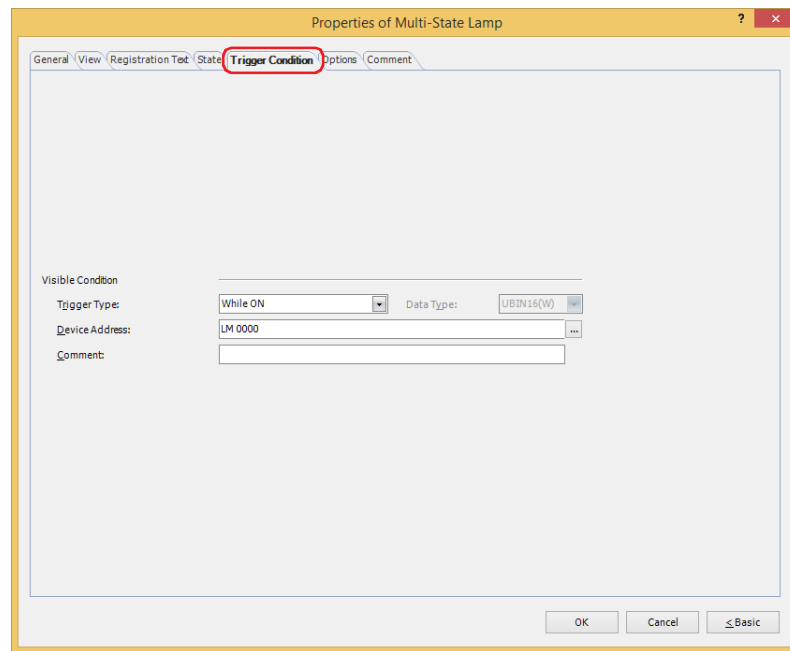 Properties of Multi-State Lamp ? ×
General View Registration Text State Trigger Condition Options Comment
Visible Condition
Trigger Type: While ON Data Type: UBIN16(W)
Device Address: LM 0000 ...
Comment:
OK Cancel < Basic